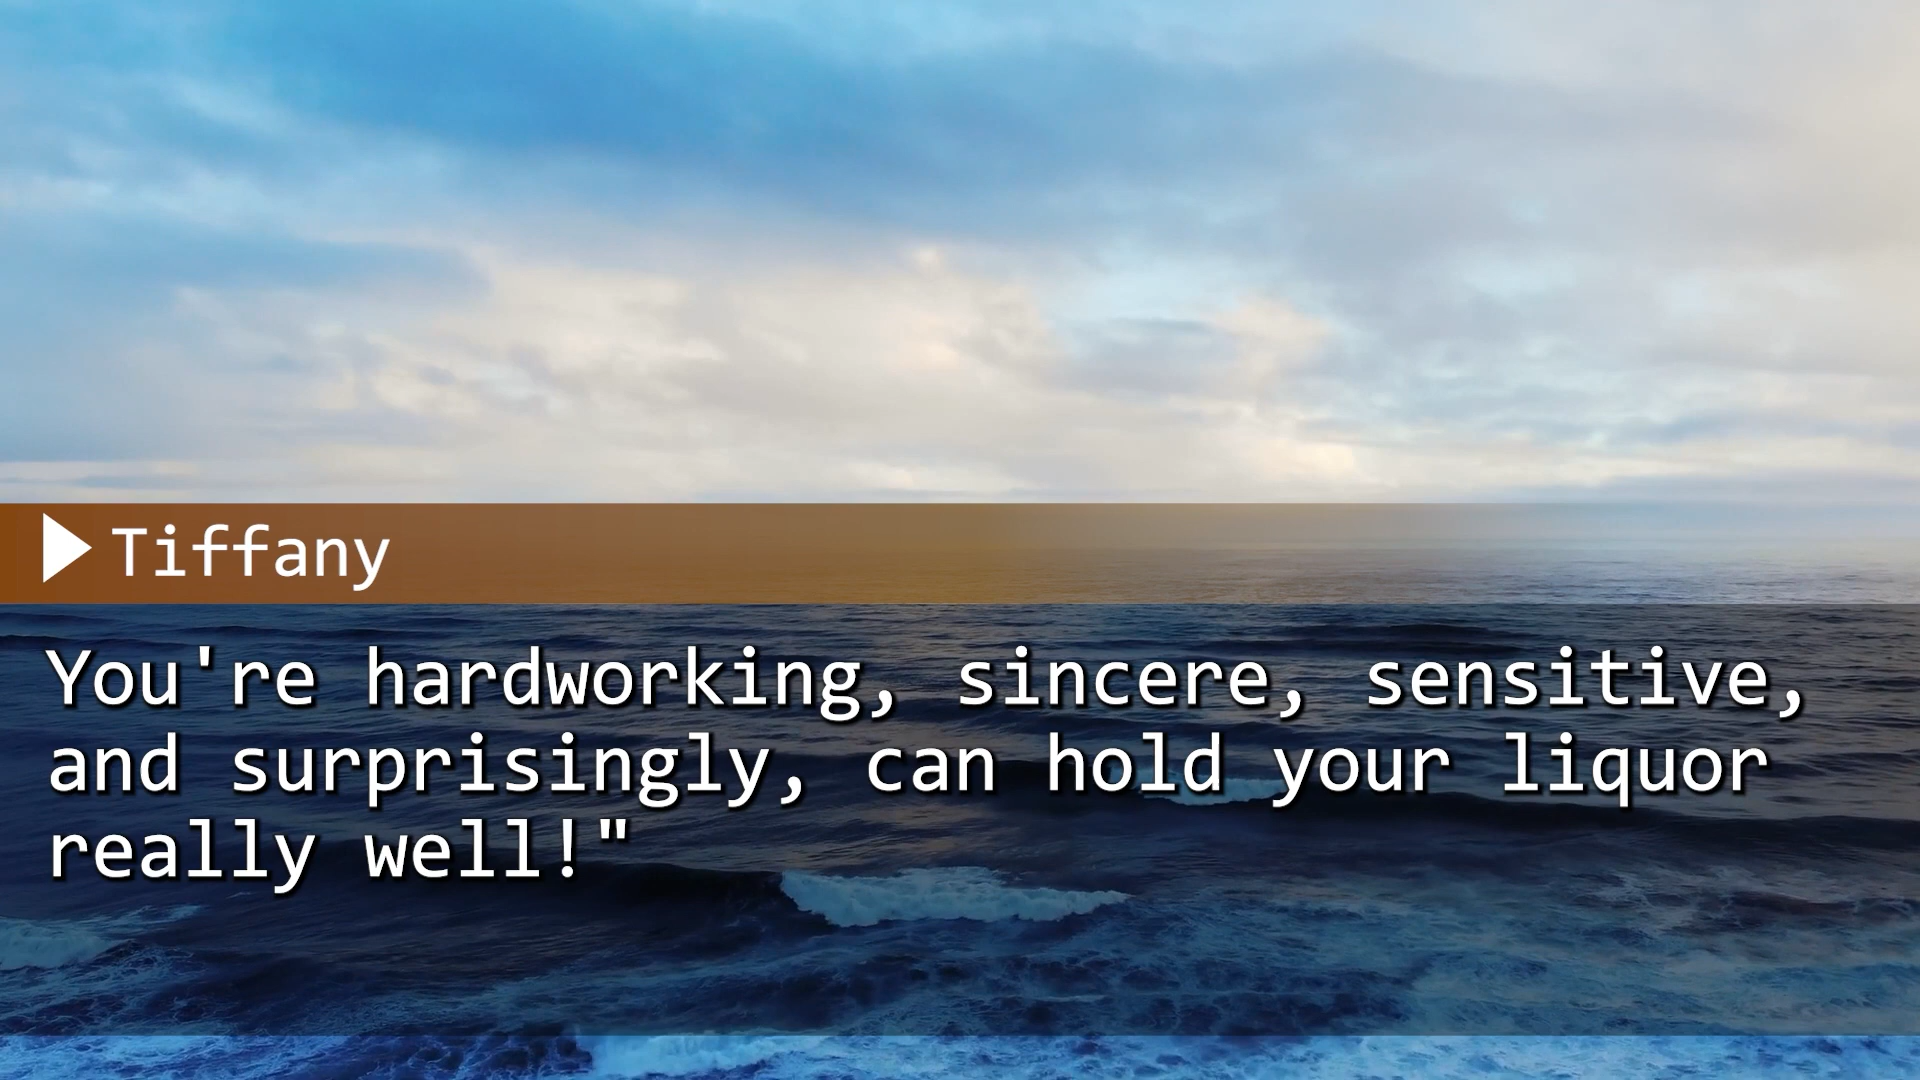 Tiffany
You're hardworking, sincere, sensitive,
and surprisingly, can hold your liquor
really well!"